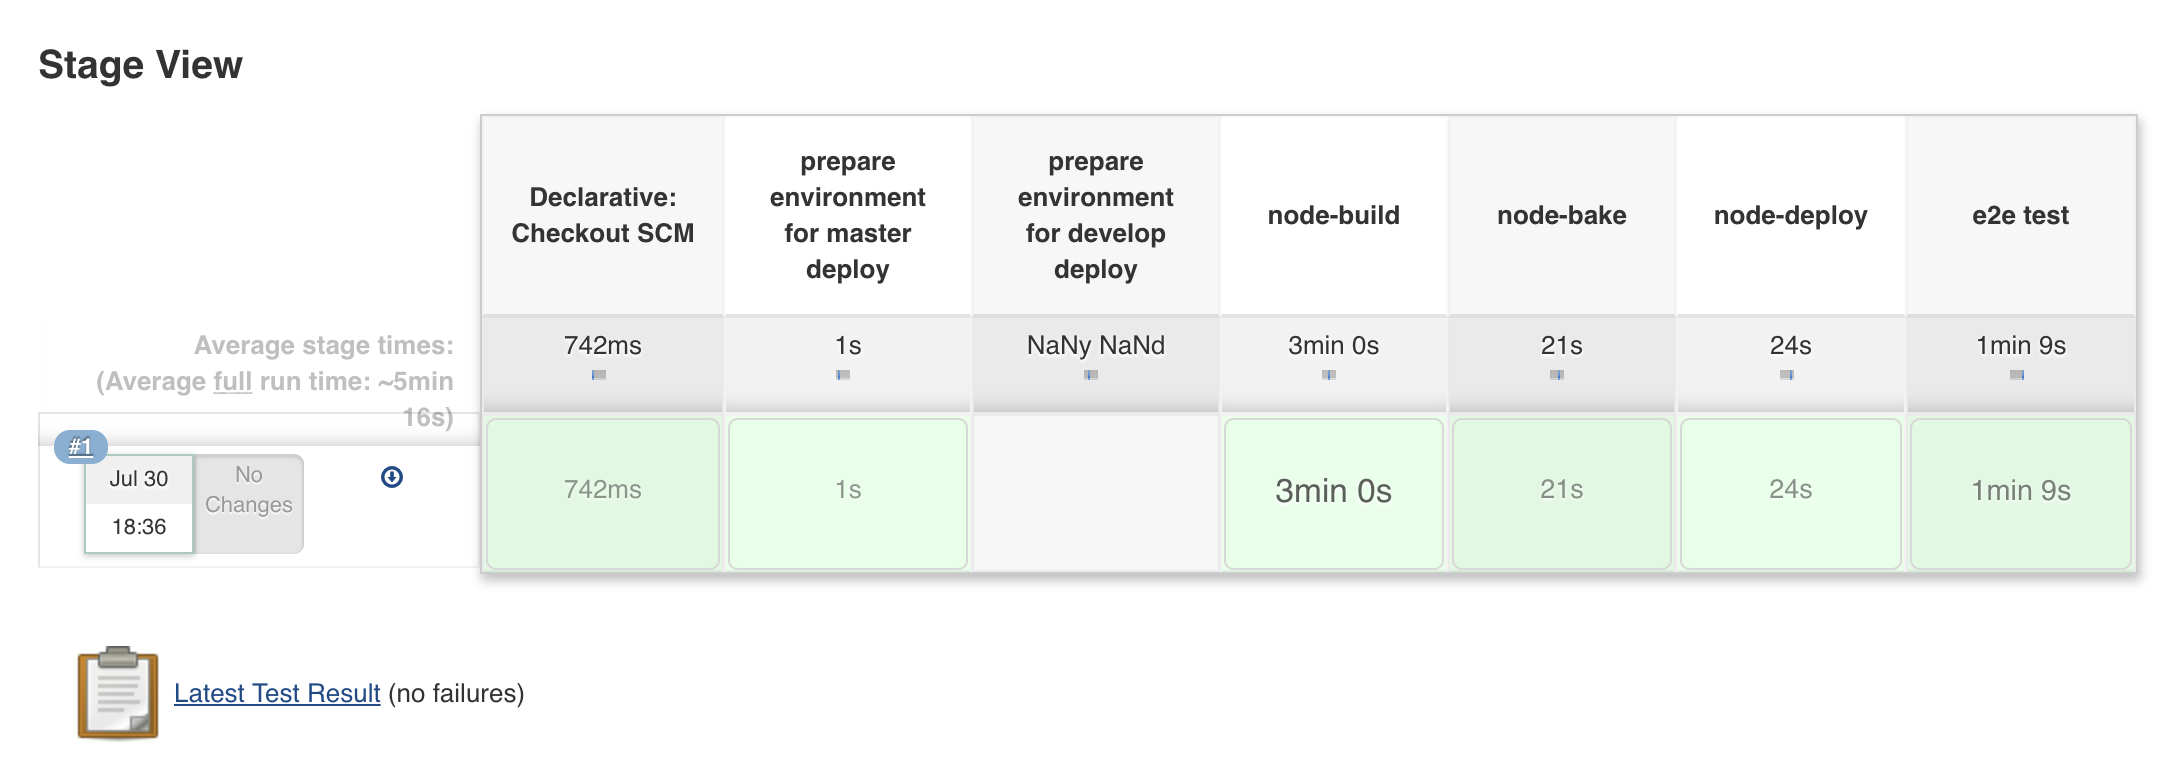 Stage View
Declarative:
Checkout SCM
prepare
environment
for master
deploy
prepare
environment
for develop
deploy
node-build
node-bake
node-deploy
e2e test
Average stage times:
(Average full run time: ~5min
16s)
742ms
1s
NaNy NaNd
3min 0s
21s
24s
1min 9s
#1
Jul 30
18:36
No
Changes
742ms
1s
3min 0s
21s
24s
1min 9s
Latest Test Result (no failures)